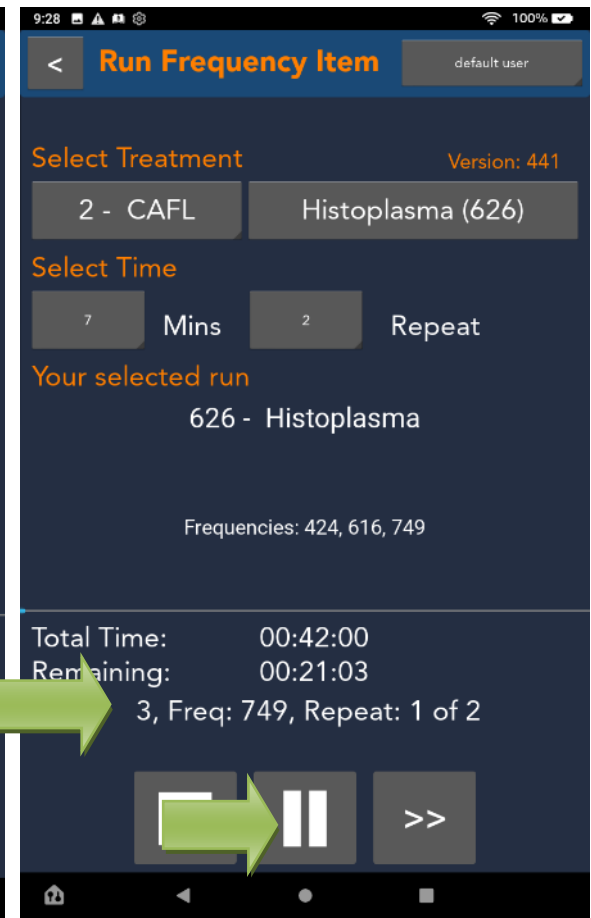 9:28 100%
< Run Frequency Item default user
Select Treatment Version: 441
2 - CAFL Histoplasma (626)
Select Time
7 Mins 2 Repeat
Your selected run
626 - Histoplasma
Frequencies: 424, 616, 749
Total Time: 00:42:00
Remaining: 00:21:03
3, Freq: 749, Repeat: 1 of 2
>>